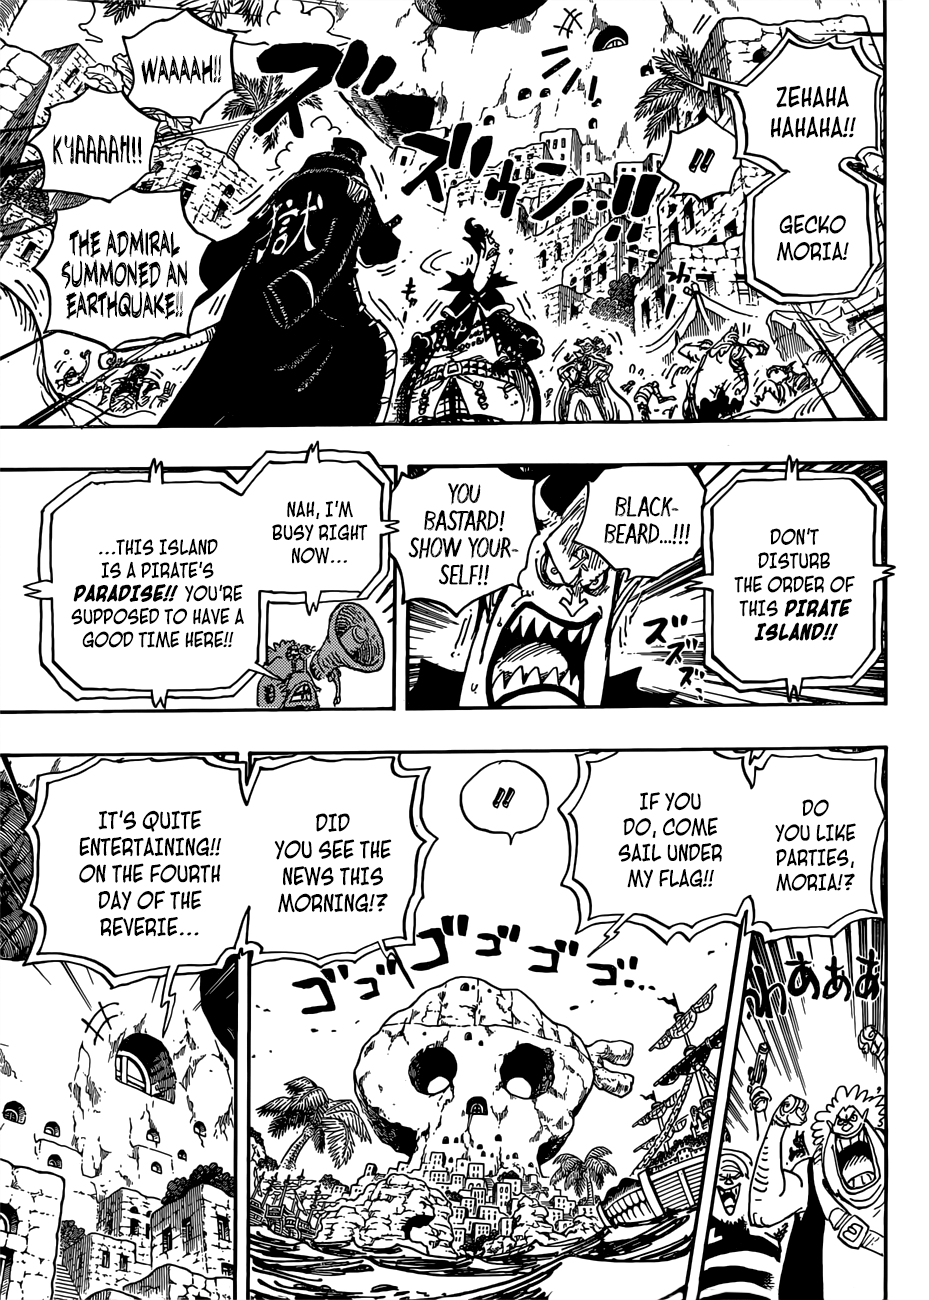 ZEHAHA
HAHAHA!!
GECKO
MORIA!
!!
ズズウゥン...!!
獄
WAAAAH!!
KYAAAAH!!
THE ADMIRAL
SUMMONED AN
EARTHQUAKE!!
DON'T
DISTURB
THE ORDER OF
THIS PIRATE
ISLAND!!
BLACK-
BEARD...!!!
YOU
BASTARD!
SHOW YOUR-
SELF!!
ズズズ...
NAH, I'M
BUSY RIGHT
NOW...
...THIS ISLAND
IS A PIRATE'S
PARADISE!! YOU'RE
SUPPOSED TO HAVE A
GOOD TIME HERE!!
DO
YOU LIKE
PARTIES,
MORIA!?
IF YOU
DO, COME
SAIL UNDER
MY FLAG!!
!!
わあああ
DID
YOU SEE THE
NEWS THIS
MORNING!?
ゴゴゴゴ...
IT'S QUITE
ENTERTAINING!!
ON THE FOURTH
DAY OF THE
REVERIE...